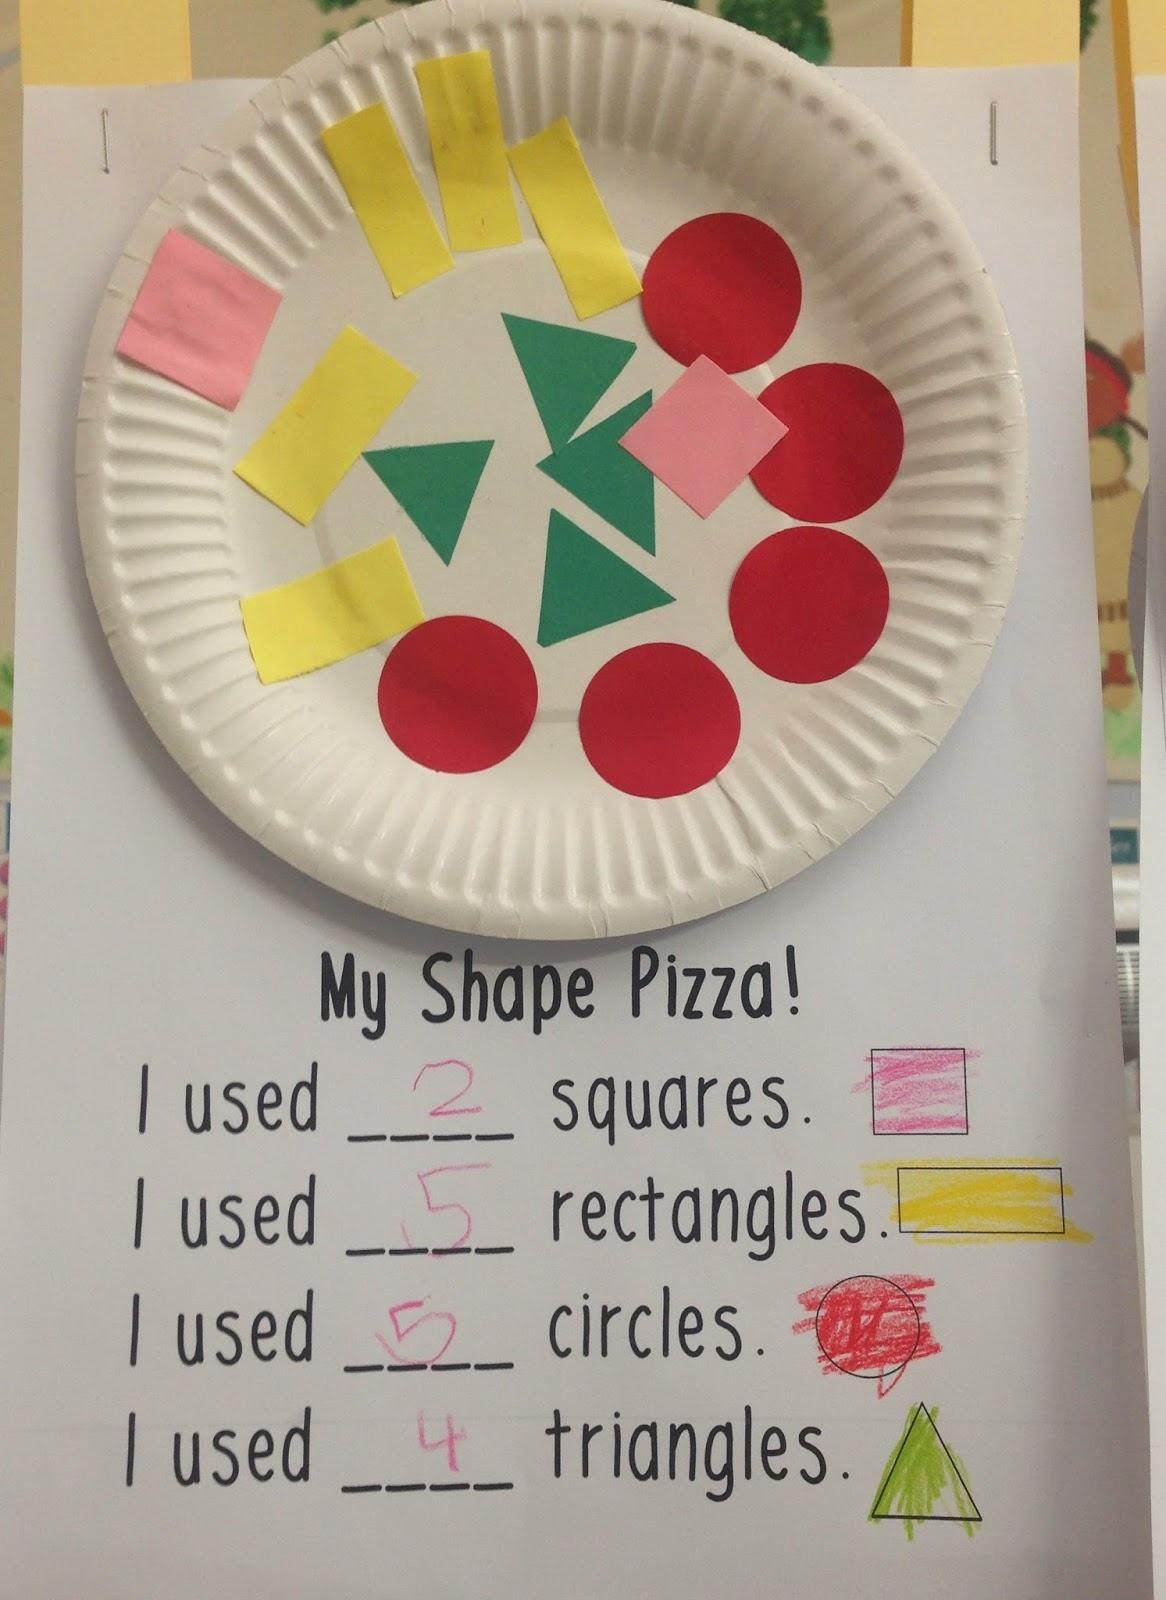 My Shape Pizza!
I used 2 squares.
I used 5 rectangles.
I used 5 circles.
I used 4 triangles.